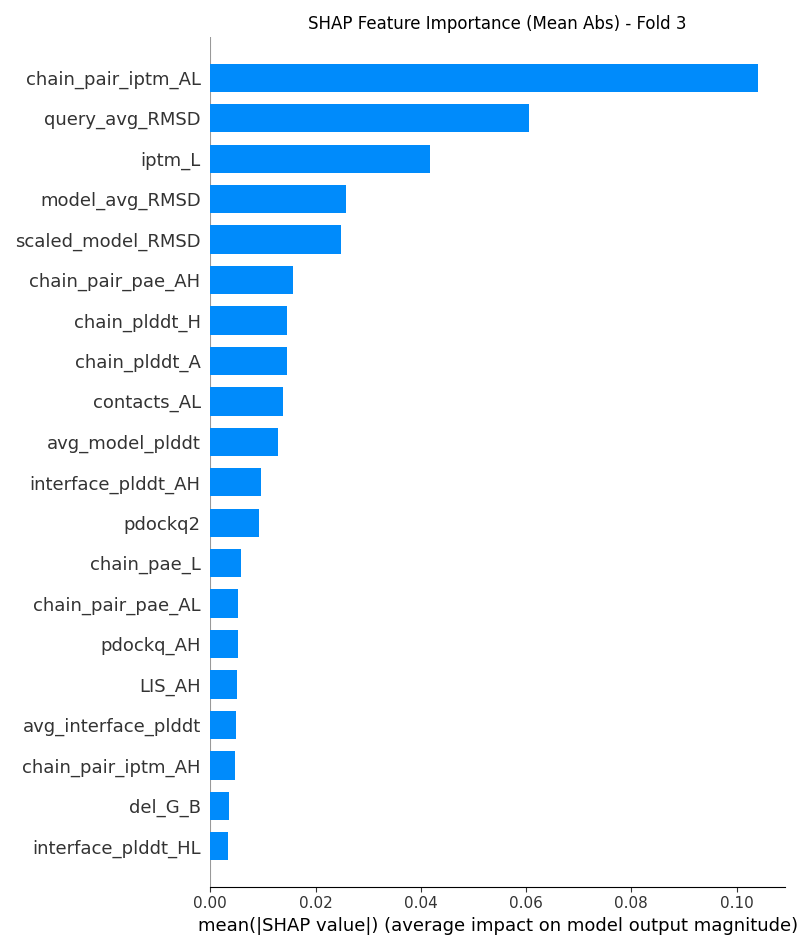 SHAP Feature Importance (Mean Abs) - Fold 3
chain_pair_iptm_AL
query_avg_RMSD
iptm_L
model_avg_RMSD
scaled_model_RMSD
chain_pair_pae_AH
chain_plddt_H
chain_plddt_A
contacts_AL
avg_model_plddt
interface_plddt_AH
pdockq2
chain_pae_L
chain_pair_pae_AL
pdockq_AH
LIS_AH
avg_interface_plddt
chain_pair_iptm_AH
del_G_B
interface_plddt_HL
0.00 0.02 0.04 0.06 0.08 0.10
mean(|SHAP value|) (average impact on model output magnitude)